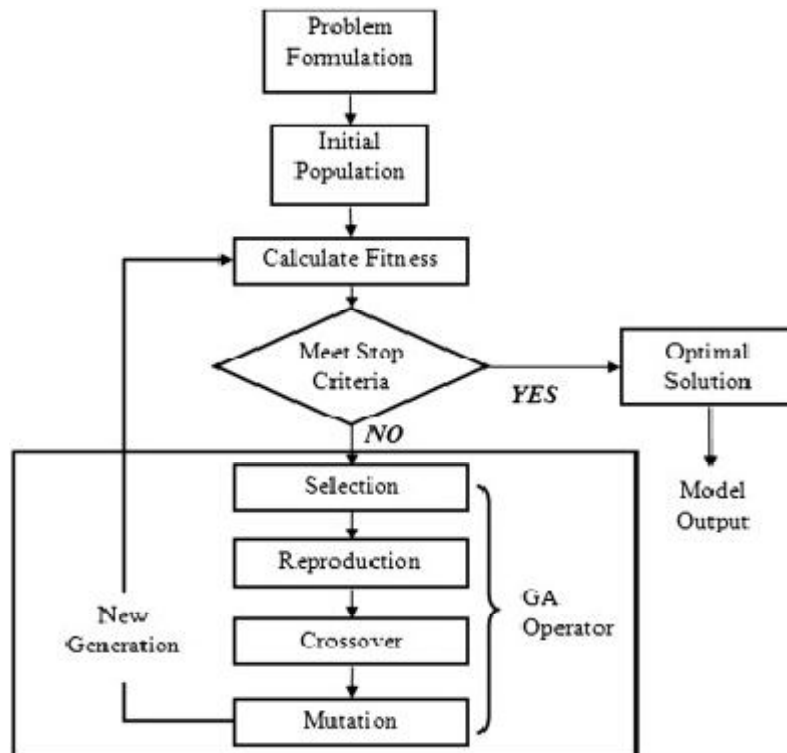 Problem
Formulation
Initial
Population
Calculate Fitness
Meet Stop
Criteria
YES
Optimal
Solution
NO
Model
Output
Selection
Reproduction
Crossover
Mutation
GA
Operator
New
Generation